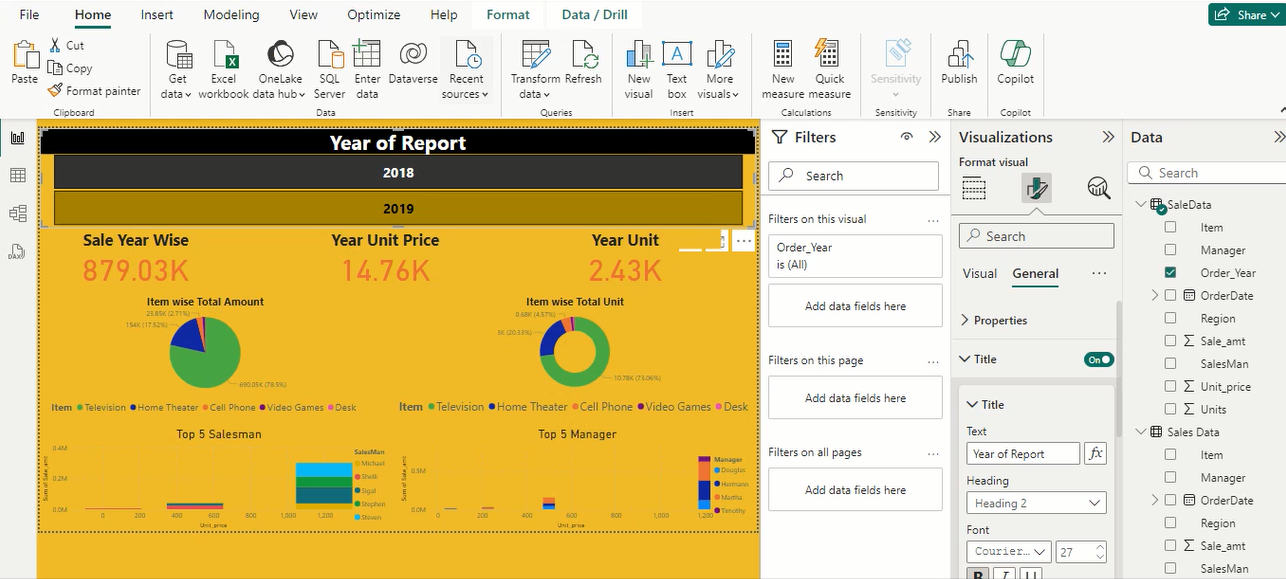 File Home Insert Modeling View Optimize Help Format Data / Drill Share
Paste
Cut
Copy
Format painter
Clipboard
Get data
Excel workbook
OneLake data hub
SQL Server
Enter data
Dataverse
Recent sources
Data
Transform data
Refresh
Queries
New visual
Text box
More visuals
Insert
New measure
Quick measure
Calculations
Sensitivity
Sensitivity
Publish
Share
Copilot
Copilot
Year of Report
2018
2019
Sale Year Wise Year Unit Price Year Unit
879.03K 14.76K 2.43K
Item wise Total Amount
23.85K (2.71%)
154K (17.52%)
690.05K (78.5%)
Item Television Home Theater Cell Phone Video Games Desk
Item wise Total Unit
0.68K (4.57%)
3K (20.33%)
10.78K (73.06%)
Item Television Home Theater Cell Phone Video Games Desk
Top 5 Salesman
Sum of Sale_amt
0.4M
0.2M
0.0M
0 200 400 600 800 1,000 1,200
Unit_price
SalesMan
Michael
Shelli
Sigal
Stephen
Steven
Top 5 Manager
Sum of Sale_amt
0.5M
0.0M
0 200 400 600 800 1,000 1,200
Unit_price
Manager
Douglas
Hermann
Martha
Timothy
Filters
Search
Filters on this visual ...
Order_Year
is (All)
Add data fields here
Filters on this page ...
Add data fields here
Filters on all pages ...
Add data fields here
Visualizations
Format visual
Search
Visual General ...
Properties
Title On
Title
Text
Year of Report fx
Heading
Heading 2
Font
Courier... 27
B I U
Data
Search
SaleData
Item
Manager
Order_Year
OrderDate
Region
Σ Sale_amt
SalesMan
Σ Unit_price
Σ Units
Sales Data
Item
Manager
OrderDate
Region
Σ Sale_amt
SalesMan